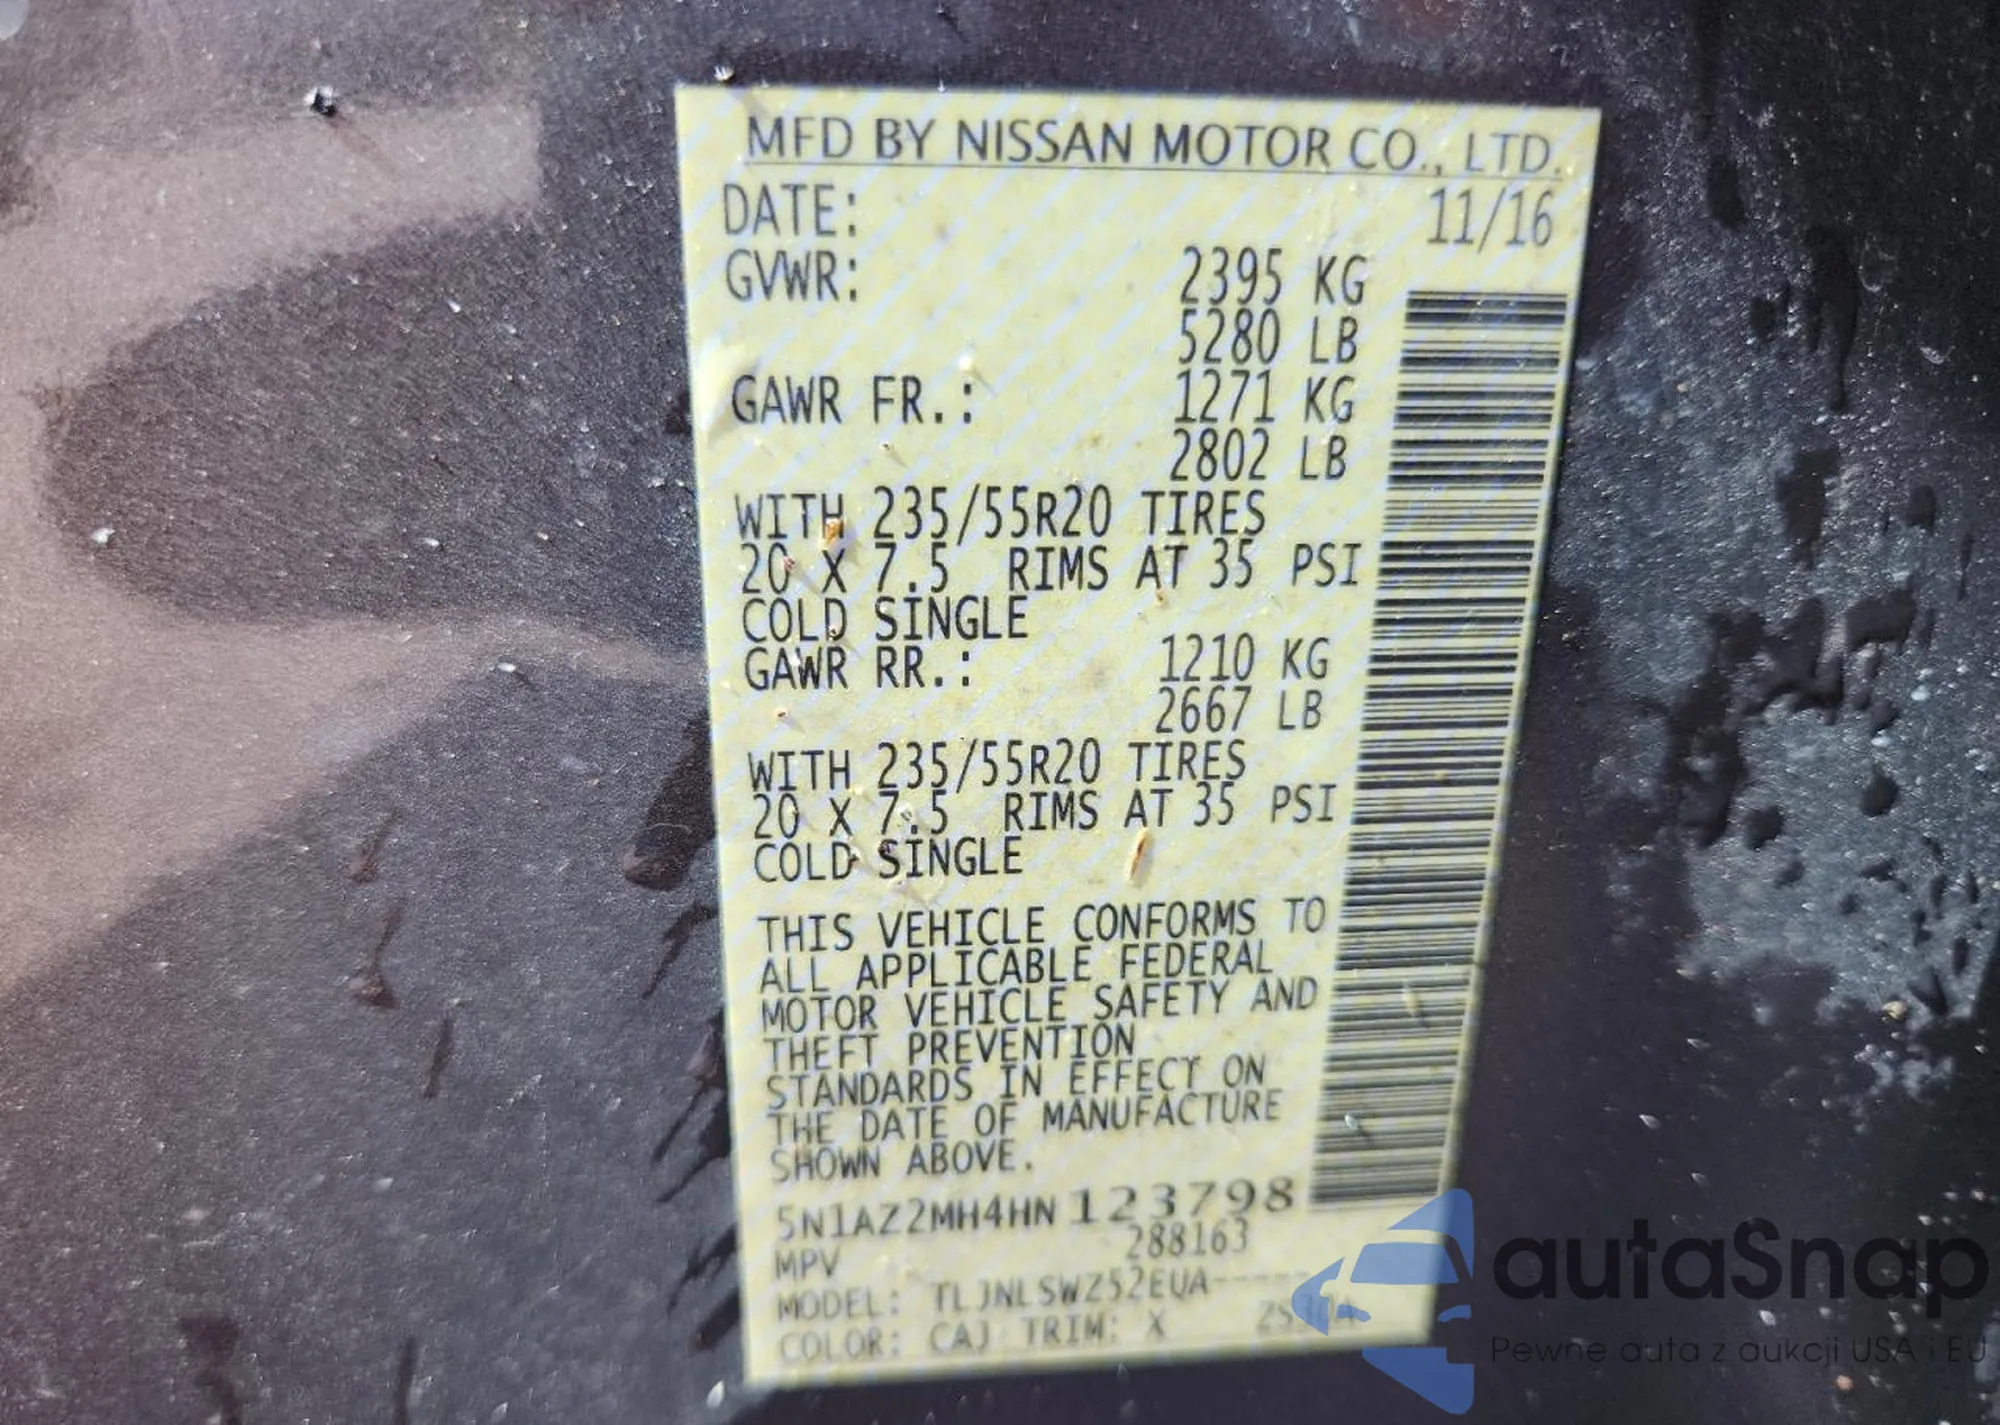 MFD BY NISSAN MOTOR CO., LTD.
DATE: 11/16
GVWR: 2395 KG
5280 LB
GAWR FR.: 1271 KG
2802 LB
WITH 235/55R20 TIRES
20 X 7.5 RIMS AT 35 PSI
COLD SINGLE
GAWR RR.: 1210 KG
2667 LB
WITH 235/55R20 TIRES
20 X 7.5 RIMS AT 35 PSI
COLD SINGLE
THIS VEHICLE CONFORMS TO
ALL APPLICABLE FEDERAL
MOTOR VEHICLE SAFETY AND
THEFT PREVENTION
STANDARDS IN EFFECT ON
THE DATE OF MANUFACTURE
SHOWN ABOVE.
5N1AZ2MH4HN123798
MPV 288163
MODEL: TLJNLSWZ52EUA-----
COLOR: CAJ TRIM: X
autaSnap
Pewne auta z aukcji USA i EU